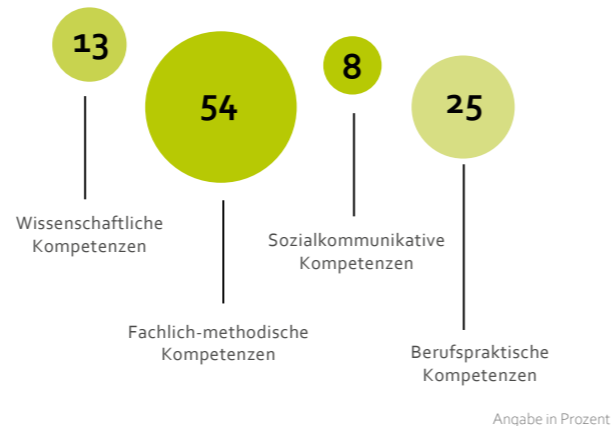 13
54
8
25
Wissenschaftliche
Kompetenzen
Sozialkommunikative
Kompetenzen
Fachlich-methodische
Kompetenzen
Berufspraktische
Kompetenzen
Angabe in Prozent